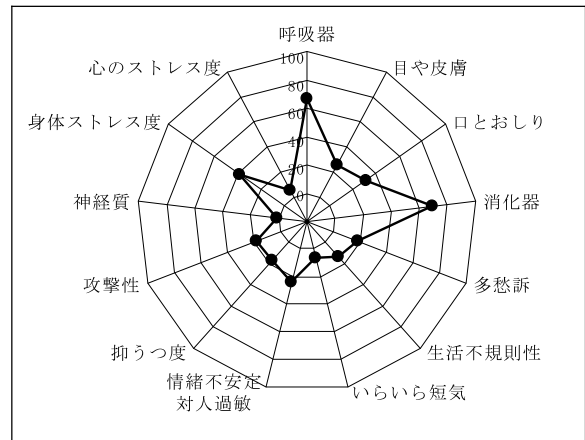 呼吸器
100
80
60
40
20
0
目や皮膚
口とおしり
消化器
多愁訴
生活不規則性
いらいら短気
情緒不安定
対人過敏
抑うつ度
攻撃性
神経質
身体ストレス度
心のストレス度